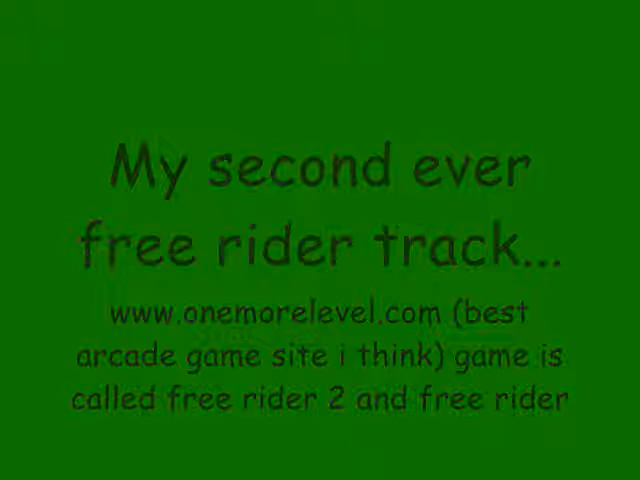 My second ever
free rider track...
www.onemorelevel.com (best
arcade game site i think) game is
called free rider 2 and free rider